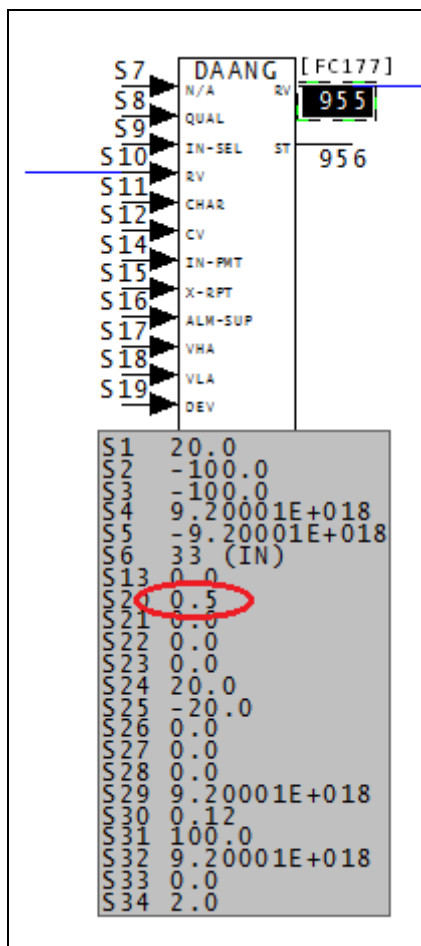 S7 DAANG [FC177]
N/A RV 955
S8 QUAL
S9 IN-SEL ST 956
S10 RV
S11 CHAR
S12 CV
S14 IN-PMT
S15 X-RPT
S16 ALM-SUP
S17 VHA
S18 VLA
S19 DEV
S1 20.0
S2 -100.0
S3 -100.0
S4 9.20001E+018
S5 -9.20001E+018
S6 33 (IN)
S13 0.0
S20 0.5
S21 0.0
S22 0.0
S23 0.0
S24 20.0
S25 -20.0
S26 0.0
S27 0.0
S28 0.0
S29 9.20001E+018
S30 0.12
S31 100.0
S32 9.20001E+018
S33 0.0
S34 2.0